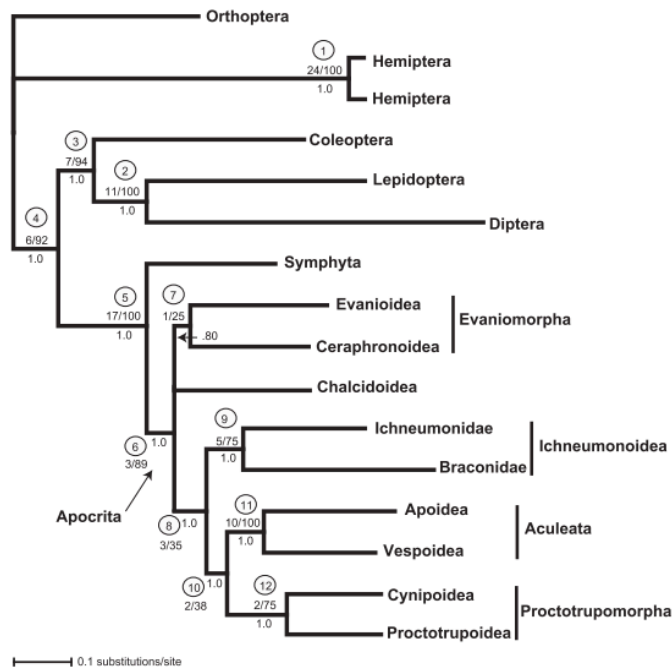 Orthoptera
1
24/100
1.0
Hemiptera
Hemiptera
3
7/94
1.0
Coleoptera
2
11/100
1.0
Lepidoptera
Diptera
4
6/92
1.0
5
17/100
1.0
Symphyta
7
1/25
.80
Evanioidea
Ceraphronoidea
Evaniomorpha
Chalcidoidea
6
3/89
1.0
Apocrita
9
5/75
1.0
Ichneumonidae
Braconidae
Ichneumonoidea
8
3/35
1.0
11
10/100
1.0
Apoidea
Vespoidea
Aculeata
10
2/38
1.0
12
2/75
1.0
Cynipoidea
Proctotrupoidea
Proctotrupomorpha
0.1 substitutions/site